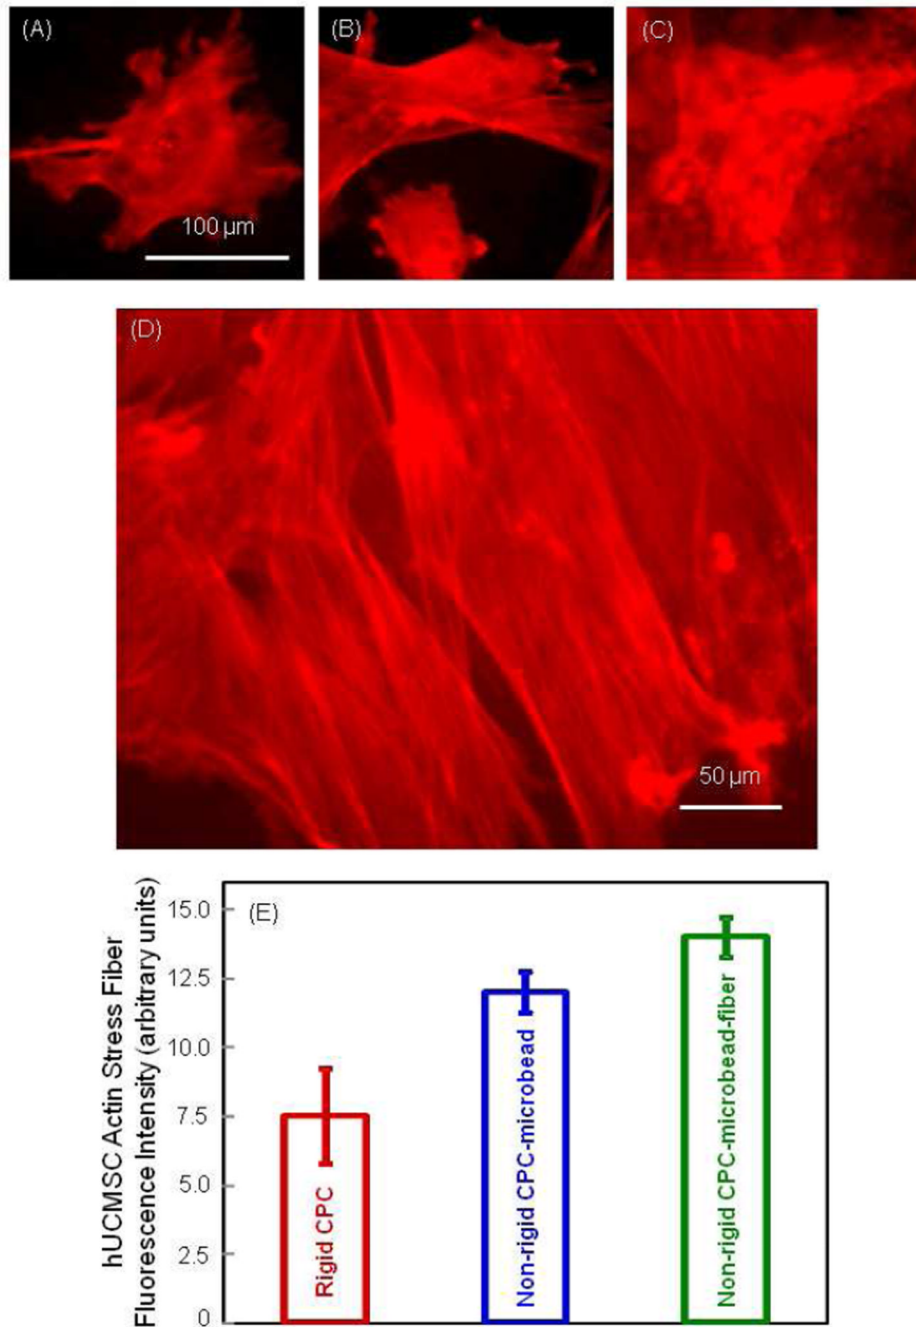 (A)
(B)
(C)
100 µm
(D)
50 µm
(E)
hUCMSC Actin Stress Fiber
Fluorescence Intensity (arbitrary units)
15.0
12.5
10.0
7.5
5.0
2.5
0
Rigid CPC
Non-rigid CPC-microbead
Non-rigid CPC-microbead-fiber